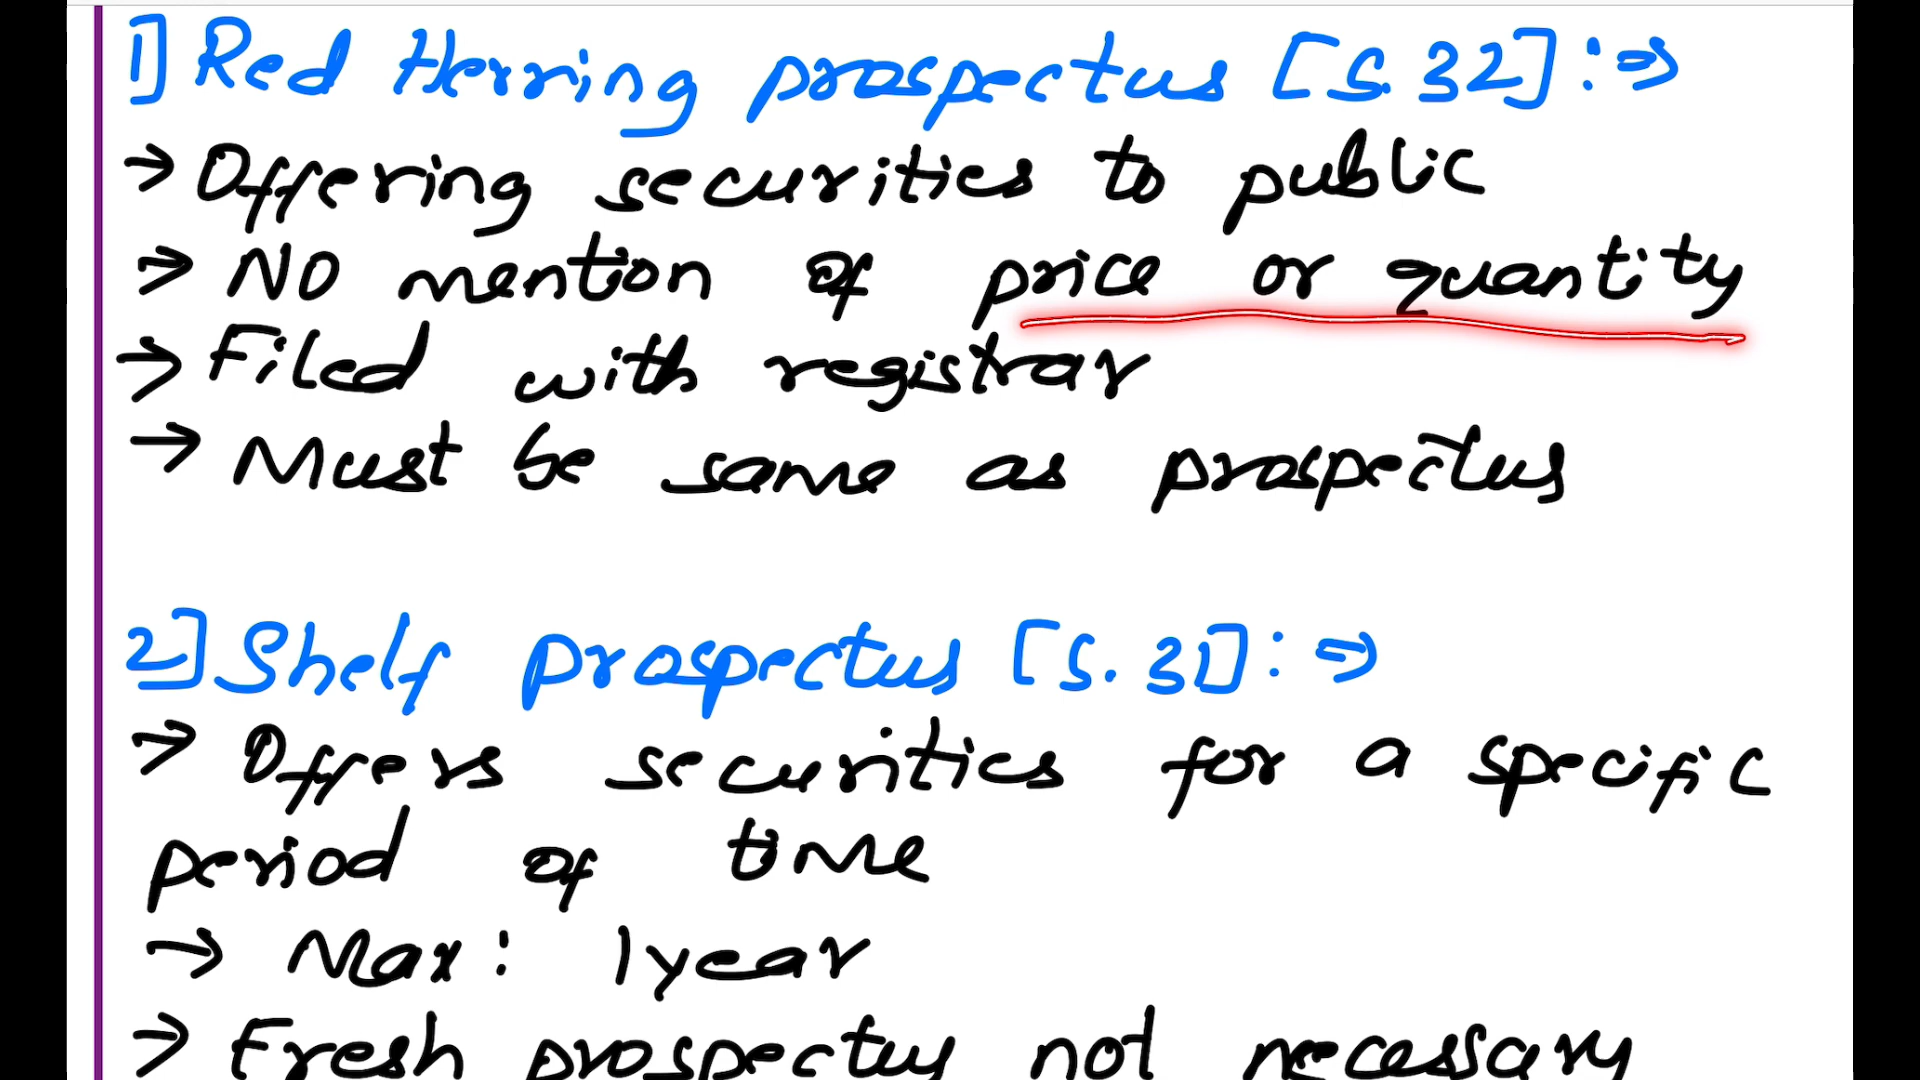 1] Red Herring prospectus [S. 32] :⇒
→ Offering securities to public
→ NO mention of price or quantity
→ Filed with registrar
→ Must be same as prospectus
2] Shelf prospectus [S. 31] :⇒
→ Offers securities for a specific
period of time
→ Max: 1 year
→ Fresh prospectus not necessary